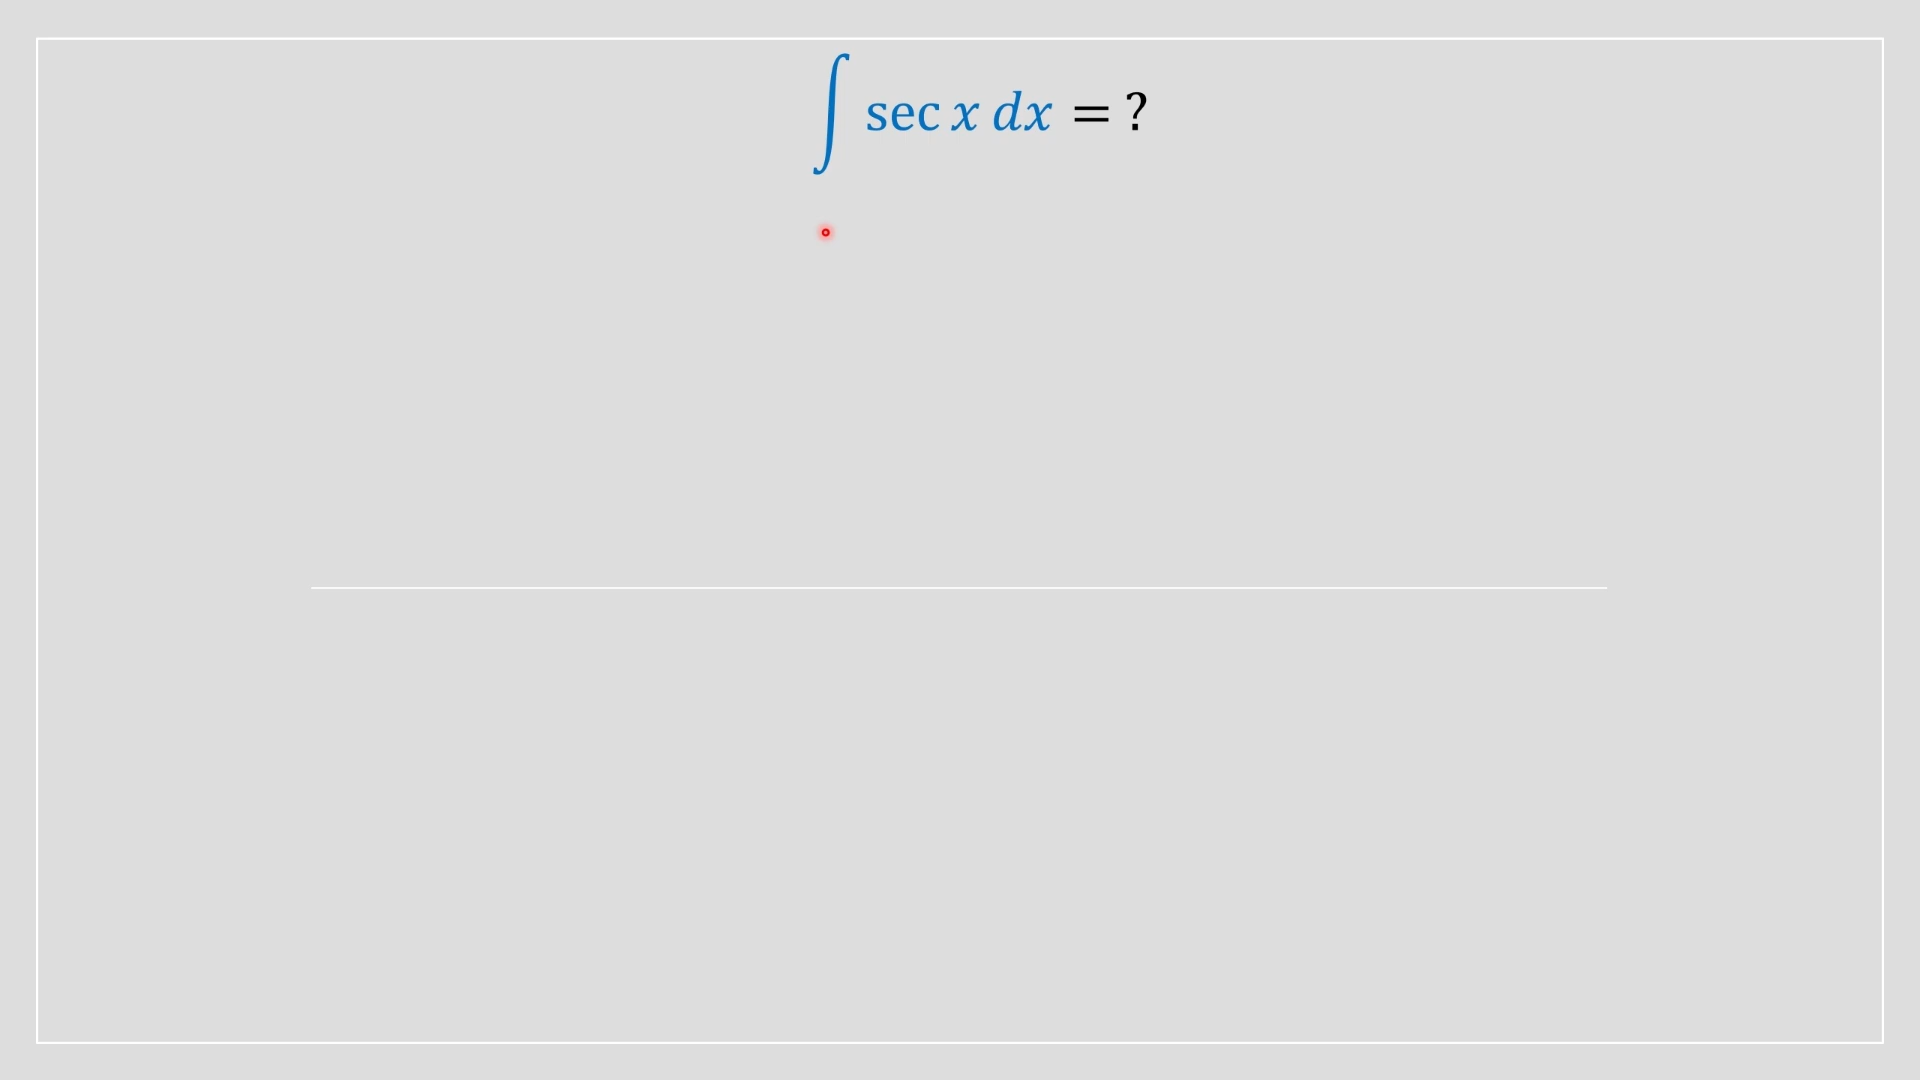 ∫ sec x dx = ?